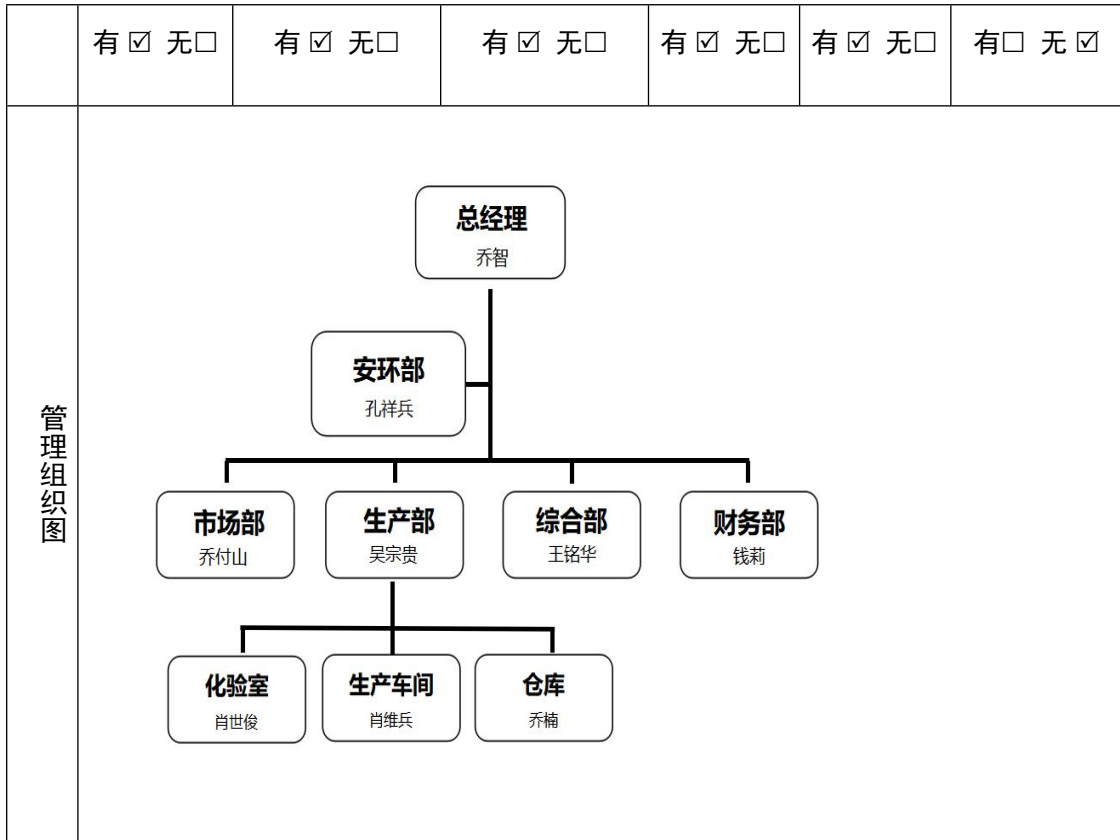 有 ☑ 无□ 有 ☑ 无□ 有 ☑ 无□ 有 ☑ 无□ 有 ☑ 无□ 有□ 无 ☑
管理组织图
总经理
乔智
安环部
孔祥兵
市场部
乔付山
生产部
吴宗贵
综合部
王铭华
财务部
钱莉
化验室
肖世俊
生产车间
肖维兵
仓库
乔楠